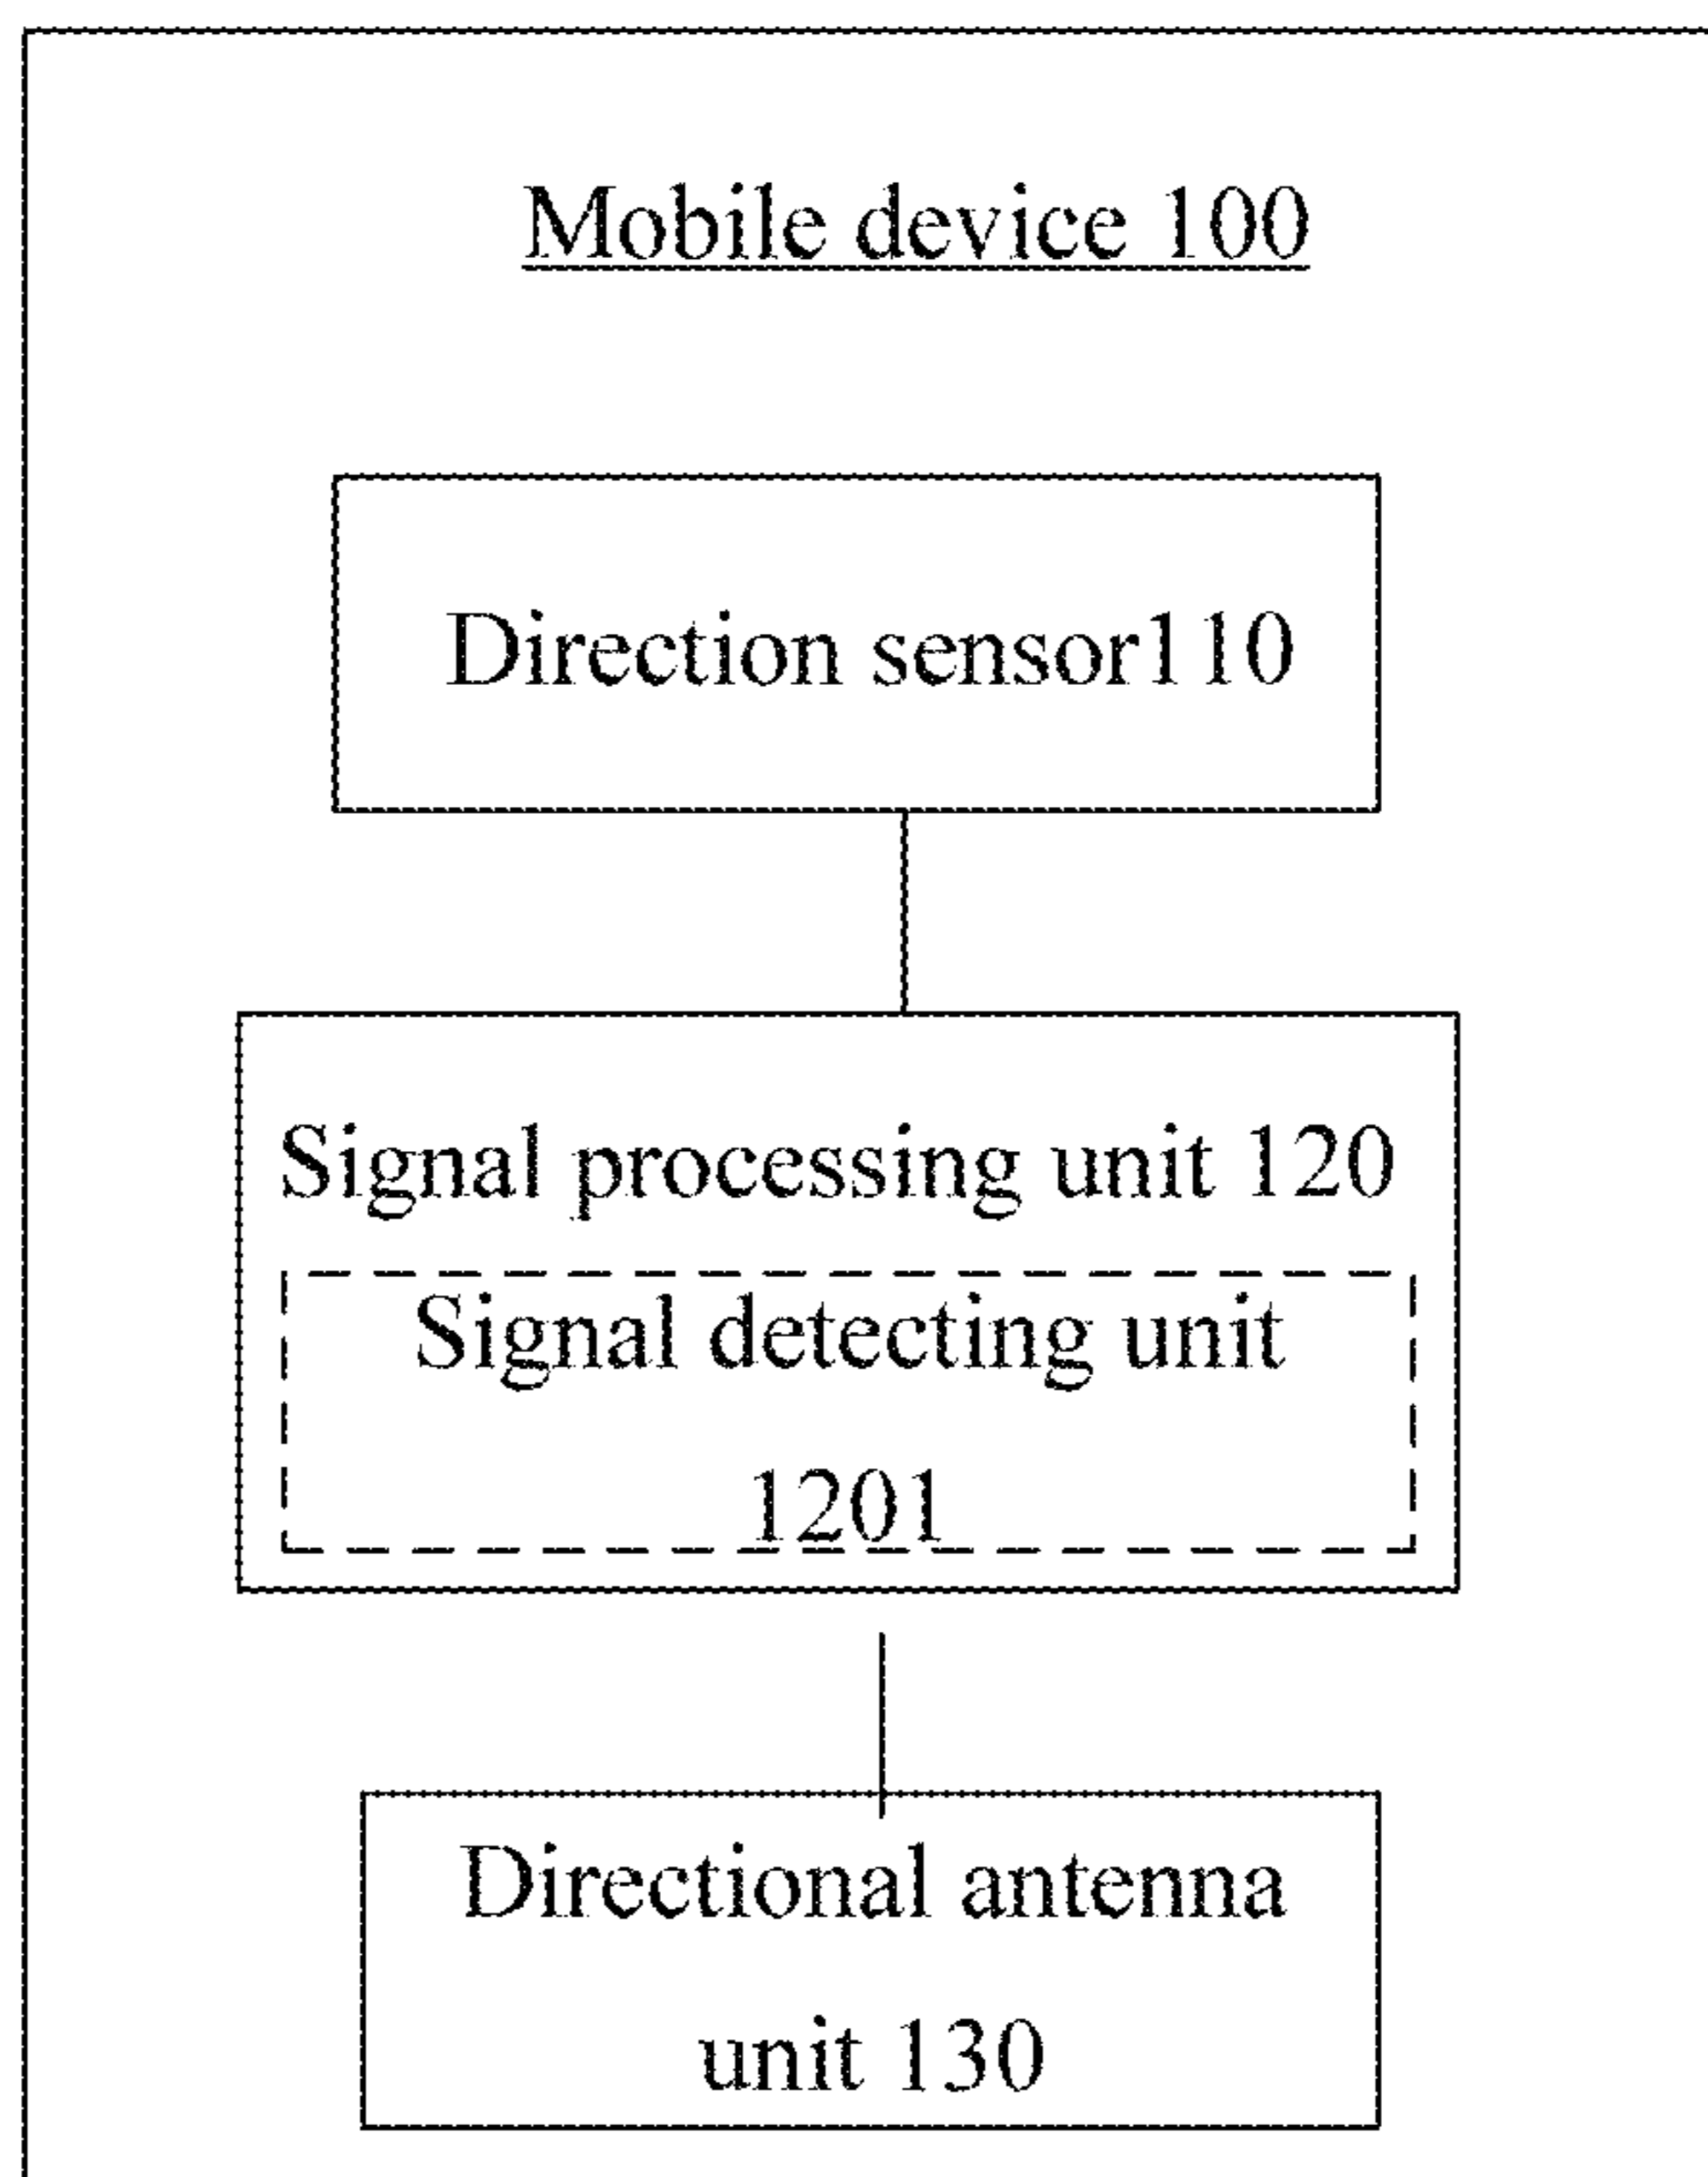 Mobile device 100
Direction sensor110
Signal processing unit 120
Signal detecting unit
1201
Directional antenna
unit 130